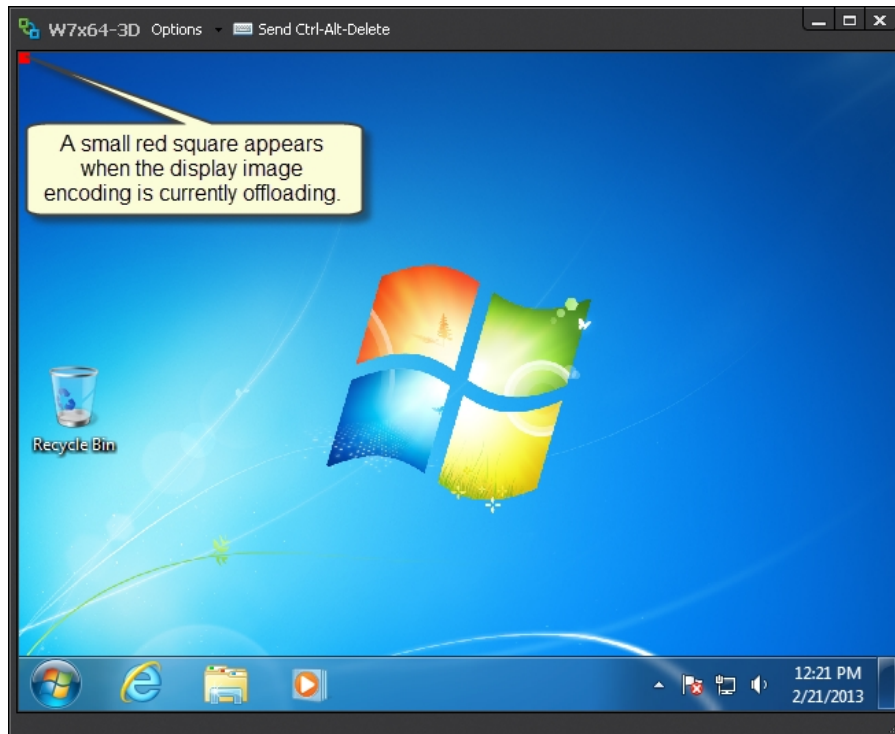 W7x64-3D Options Send Ctrl-Alt-Delete
A small red square appears
when the display image
encoding is currently offloading.
Recycle Bin
12:21 PM
2/21/2013